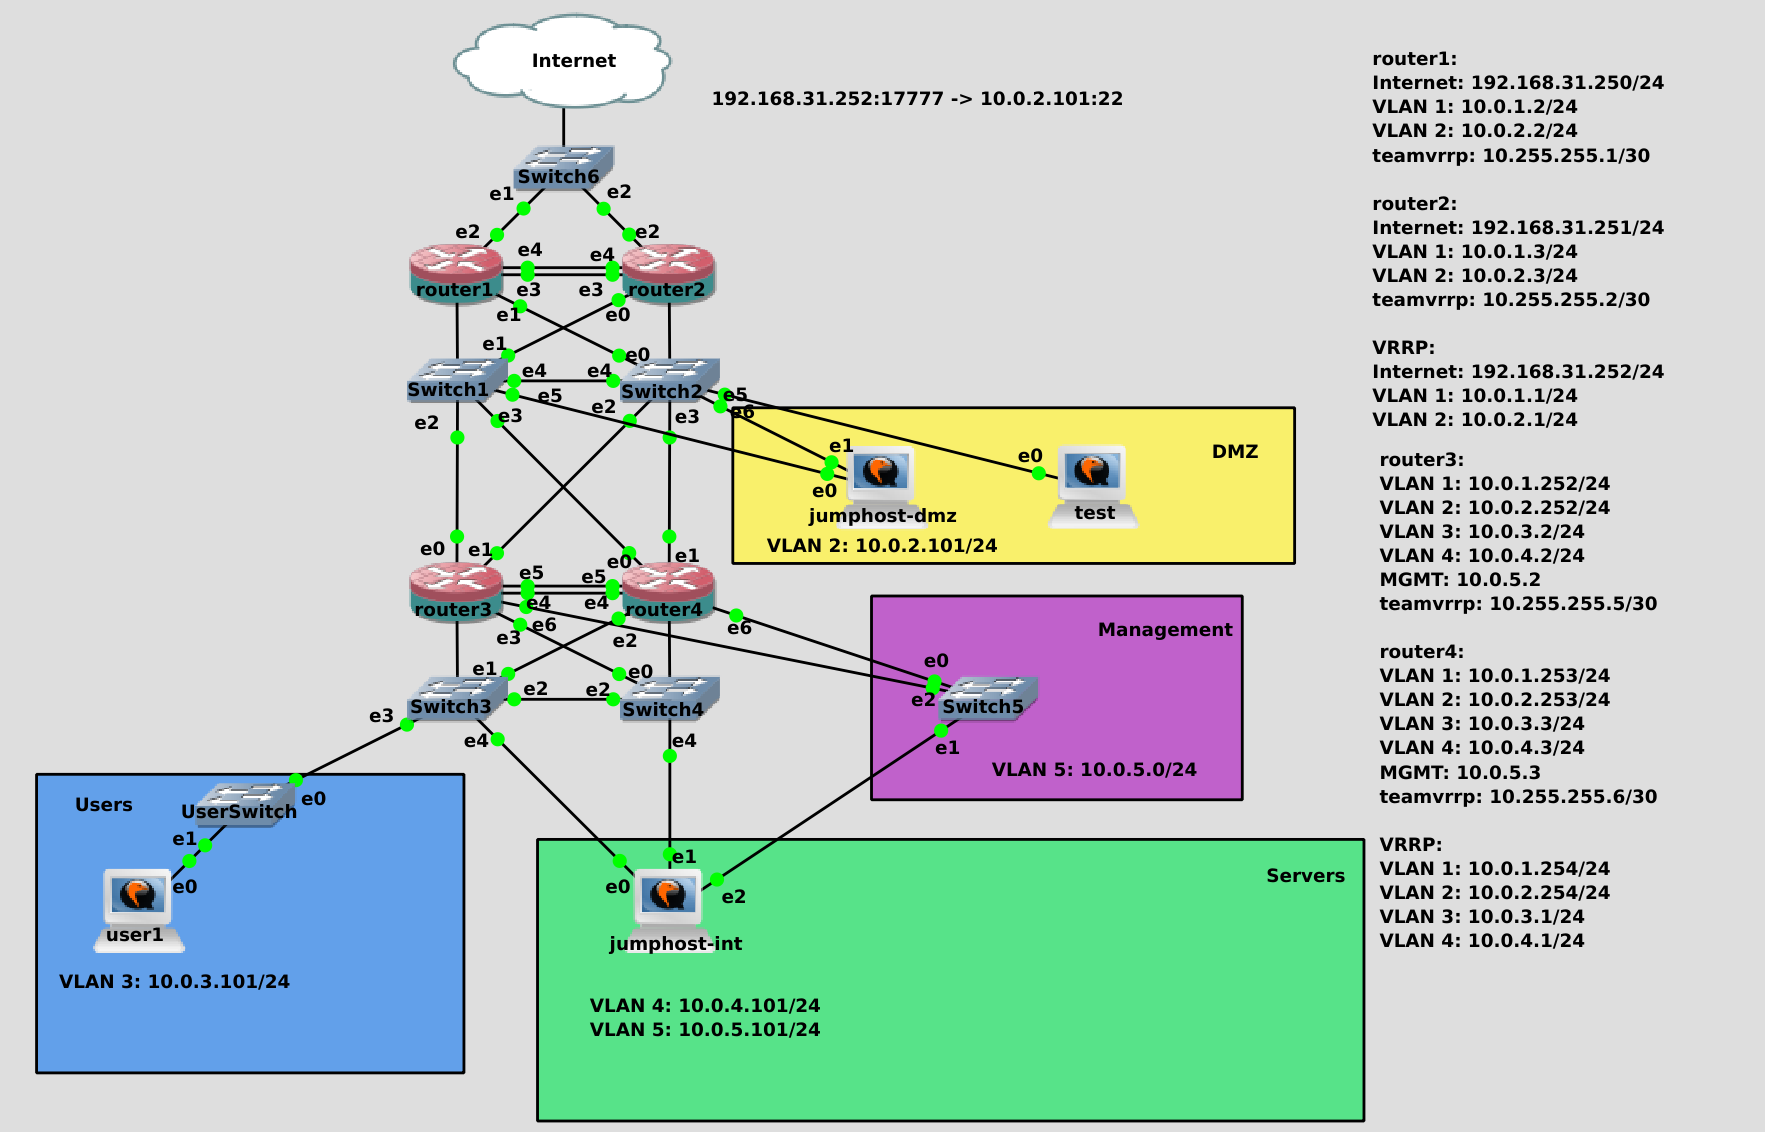 Internet
192.168.31.252:17777 -> 10.0.2.101:22
Switch6
e1
e2
e2
e2
e4
e4
router1
e3
e3
router2
e1
e0
e1
e0
Switch1
e4
e4
Switch2
e5
e5
e6
e2
e3
e2
e3
DMZ
e1
e0
e0
jumphost-dmz
test
VLAN 2: 10.0.2.101/24
e0
e1
e0
e1
e5
e5
router3
e4
e4
router4
e3
e6
e2
e6
Management
e1
e0
e0
e2
e2
e2
Switch3
Switch4
Switch5
e3
e4
e4
e1
VLAN 5: 10.0.5.0/24
Users
UserSwitch
e0
e1
e0
user1
VLAN 3: 10.0.3.101/24
Servers
e1
e0
e2
jumphost-int
VLAN 4: 10.0.4.101/24
VLAN 5: 10.0.5.101/24
router1:
Internet: 192.168.31.250/24
VLAN 1: 10.0.1.2/24
VLAN 2: 10.0.2.2/24
teamvrrp: 10.255.255.1/30
router2:
Internet: 192.168.31.251/24
VLAN 1: 10.0.1.3/24
VLAN 2: 10.0.2.3/24
teamvrrp: 10.255.255.2/30
VRRP:
Internet: 192.168.31.252/24
VLAN 1: 10.0.1.1/24
VLAN 2: 10.0.2.1/24
router3:
VLAN 1: 10.0.1.252/24
VLAN 2: 10.0.2.252/24
VLAN 3: 10.0.3.2/24
VLAN 4: 10.0.4.2/24
MGMT: 10.0.5.2
teamvrrp: 10.255.255.5/30
router4:
VLAN 1: 10.0.1.253/24
VLAN 2: 10.0.2.253/24
VLAN 3: 10.0.3.3/24
VLAN 4: 10.0.4.3/24
MGMT: 10.0.5.3
teamvrrp: 10.255.255.6/30
VRRP:
VLAN 1: 10.0.1.254/24
VLAN 2: 10.0.2.254/24
VLAN 3: 10.0.3.1/24
VLAN 4: 10.0.4.1/24